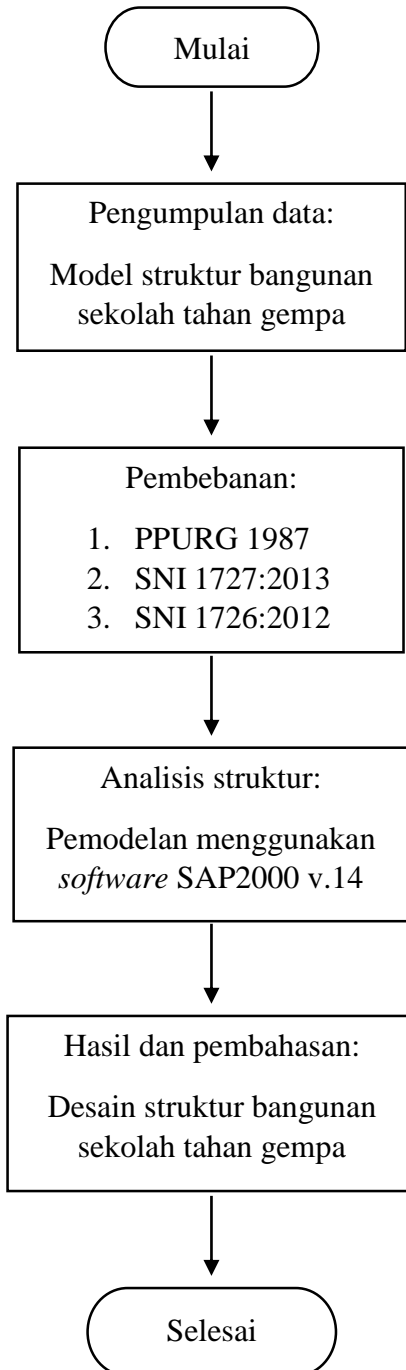 Mulai
Pengumpulan data:
Model struktur bangunan
sekolah tahan gempa
Pembebanan:
1. PPURG 1987
2. SNI 1727:2013
3. SNI 1726:2012
Analisis struktur:
Pemodelan menggunakan
software SAP2000 v.14
Hasil dan pembahasan:
Desain struktur bangunan
sekolah tahan gempa
Selesai